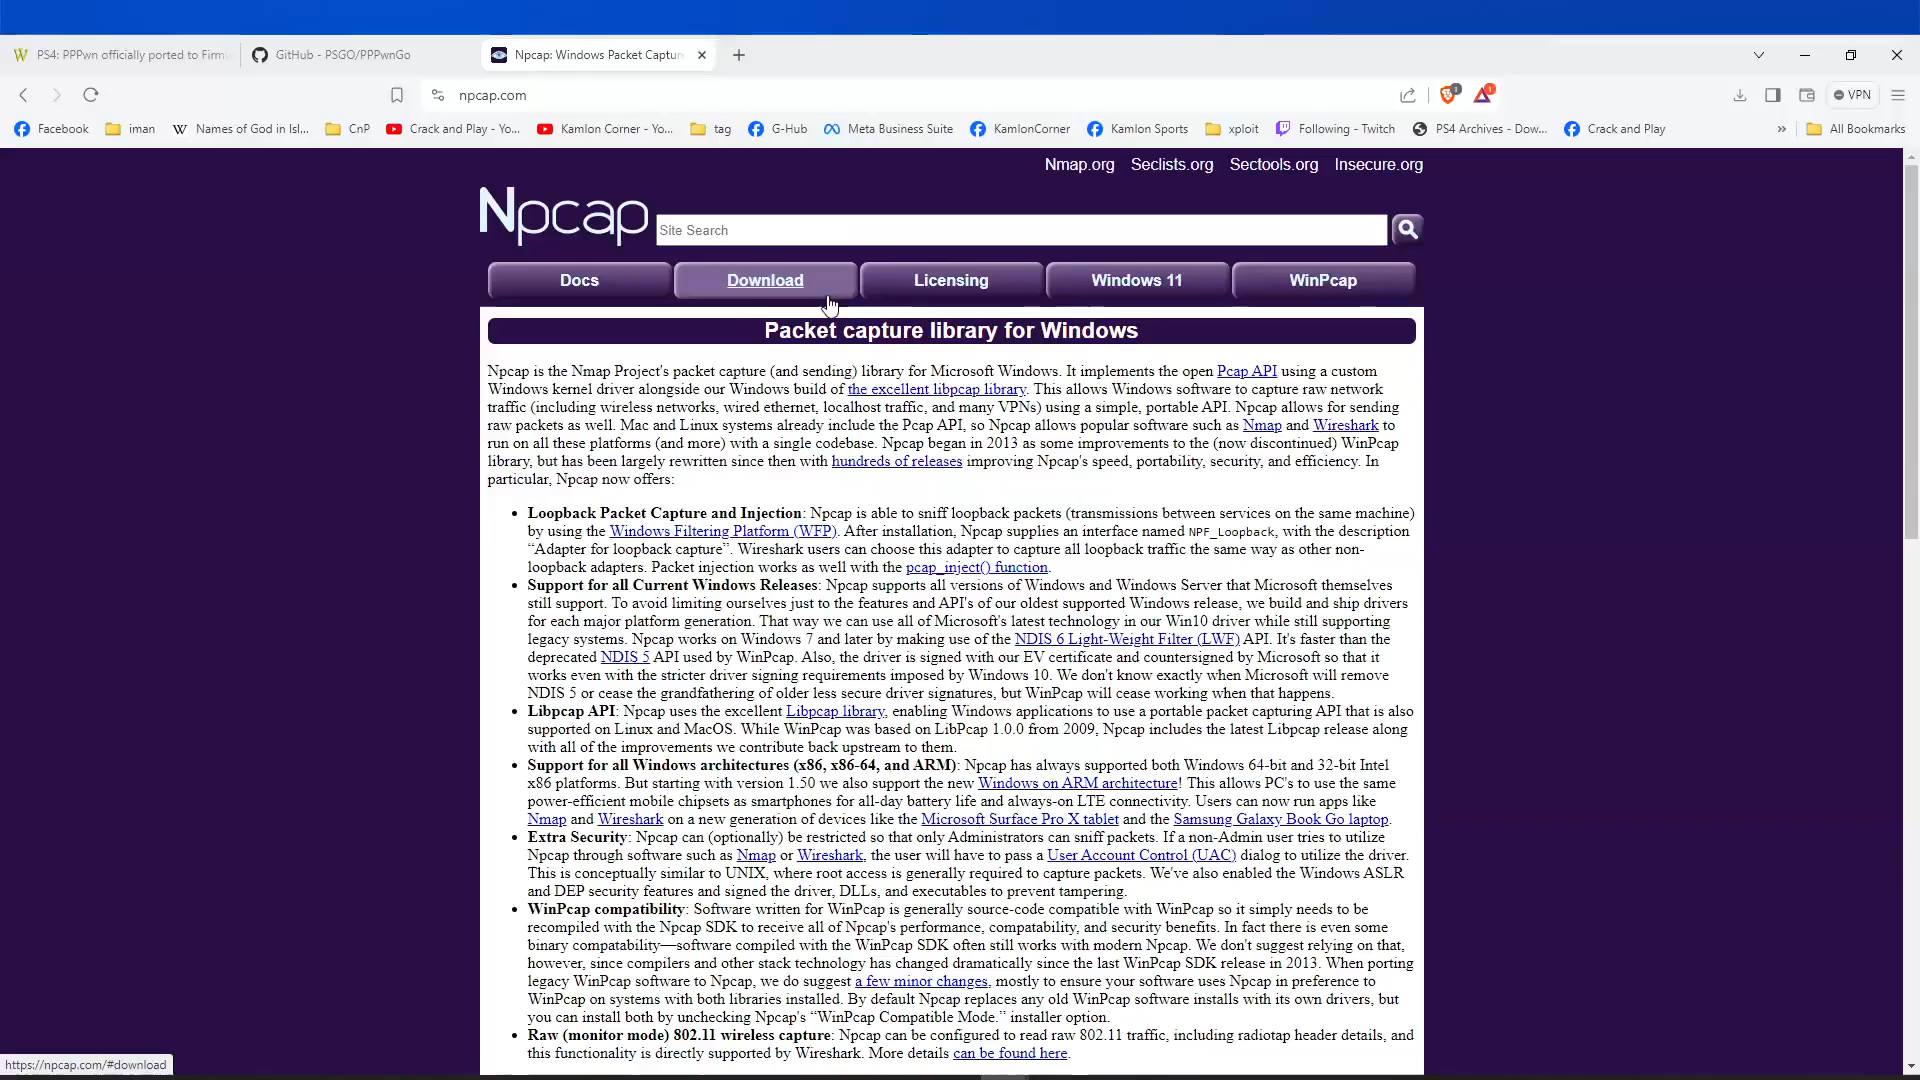 PS4: PPPwn officially ported to Firmw
GitHub - PSGO/PPPwnGo
Npcap: Windows Packet Captur
npcap.com
1
1
VPN
Facebook
iman
Names of God in Isl...
CnP
Crack and Play - Yo...
Kamlon Corner - Yo...
tag
G-Hub
Meta Business Suite
KamlonCorner
Kamlon Sports
xploit
Following - Twitch
PS4 Archives - Dow...
Crack and Play
All Bookmarks
Nmap.org Seclists.org Sectools.org Insecure.org
Npcap
Site Search
Docs
Download
Licensing
Windows 11
WinPcap
Packet capture library for Windows
Npcap is the Nmap Project's packet capture (and sending) library for Microsoft Windows. It implements the open Pcap API using a custom
Windows kernel driver alongside our Windows build of the excellent libpcap library. This allows Windows software to capture raw network
traffic (including wireless networks, wired ethernet, localhost traffic, and many VPNs) using a simple, portable API. Npcap allows for sending
raw packets as well. Mac and Linux systems already include the Pcap API, so Npcap allows popular software such as Nmap and Wireshark to
run on all these platforms (and more) with a single codebase. Npcap began in 2013 as some improvements to the (now discontinued) WinPcap
library, but has been largely rewritten since then with hundreds of releases improving Npcap's speed, portability, security, and efficiency. In
particular, Npcap now offers:
• Loopback Packet Capture and Injection: Npcap is able to sniff loopback packets (transmissions between services on the same machine)
by using the Windows Filtering Platform (WFP). After installation, Npcap supplies an interface named NPF_Loopback, with the description
“Adapter for loopback capture”. Wireshark users can choose this adapter to capture all loopback traffic the same way as other non-
loopback adapters. Packet injection works as well with the pcap_inject() function.
• Support for all Current Windows Releases: Npcap supports all versions of Windows and Windows Server that Microsoft themselves
still support. To avoid limiting ourselves just to the features and API's of our oldest supported Windows release, we build and ship drivers
for each major platform generation. That way we can use all of Microsoft's latest technology in our Win10 driver while still supporting
legacy systems. Npcap works on Windows 7 and later by making use of the NDIS 6 Light-Weight Filter (LWF) API. It's faster than the
deprecated NDIS 5 API used by WinPcap. Also, the driver is signed with our EV certificate and countersigned by Microsoft so that it
works even with the stricter driver signing requirements imposed by Windows 10. We don't know exactly when Microsoft will remove
NDIS 5 or cease the grandfathering of older less secure driver signatures, but WinPcap will cease working when that happens.
• Libpcap API: Npcap uses the excellent Libpcap library, enabling Windows applications to use a portable packet capturing API that is also
supported on Linux and MacOS. While WinPcap was based on LibPcap 1.0.0 from 2009, Npcap includes the latest Libpcap release along
with all of the improvements we contribute back upstream to them.
• Support for all Windows architectures (x86, x86-64, and ARM): Npcap has always supported both Windows 64-bit and 32-bit Intel
x86 platforms. But starting with version 1.50 we also support the new Windows on ARM architecture! This allows PC's to use the same
power-efficient mobile chipsets as smartphones for all-day battery life and always-on LTE connectivity. Users can now run apps like
Nmap and Wireshark on a new generation of devices like the Microsoft Surface Pro X tablet and the Samsung Galaxy Book Go laptop.
• Extra Security: Npcap can (optionally) be restricted so that only Administrators can sniff packets. If a non-Admin user tries to utilize
Npcap through software such as Nmap or Wireshark, the user will have to pass a User Account Control (UAC) dialog to utilize the driver.
This is conceptually similar to UNIX, where root access is generally required to capture packets. We've also enabled the Windows ASLR
and DEP security features and signed the driver, DLLs, and executables to prevent tampering.
• WinPcap compatibility: Software written for WinPcap is generally source-code compatible with WinPcap so it simply needs to be
recompiled with the Npcap SDK to receive all of Npcap's performance, compatability, and security benefits. In fact there is even some
binary compatability—software compiled with the WinPcap SDK often still works with modern Npcap. We don't suggest relying on that,
however, since compilers and other stack technology has changed dramatically since the last WinPcap SDK release in 2013. When porting
legacy WinPcap software to Npcap, we do suggest a few minor changes, mostly to ensure your software uses Npcap in preference to
WinPcap on systems with both libraries installed. By default Npcap replaces any old WinPcap software installs with its own drivers, but
you can install both by unchecking Npcap's “WinPcap Compatible Mode.” installer option.
• Raw (monitor mode) 802.11 wireless capture: Npcap can be configured to read raw 802.11 traffic, including radiotap header details, and
this functionality is directly supported by Wireshark. More details can be found here.
https://npcap.com/#download